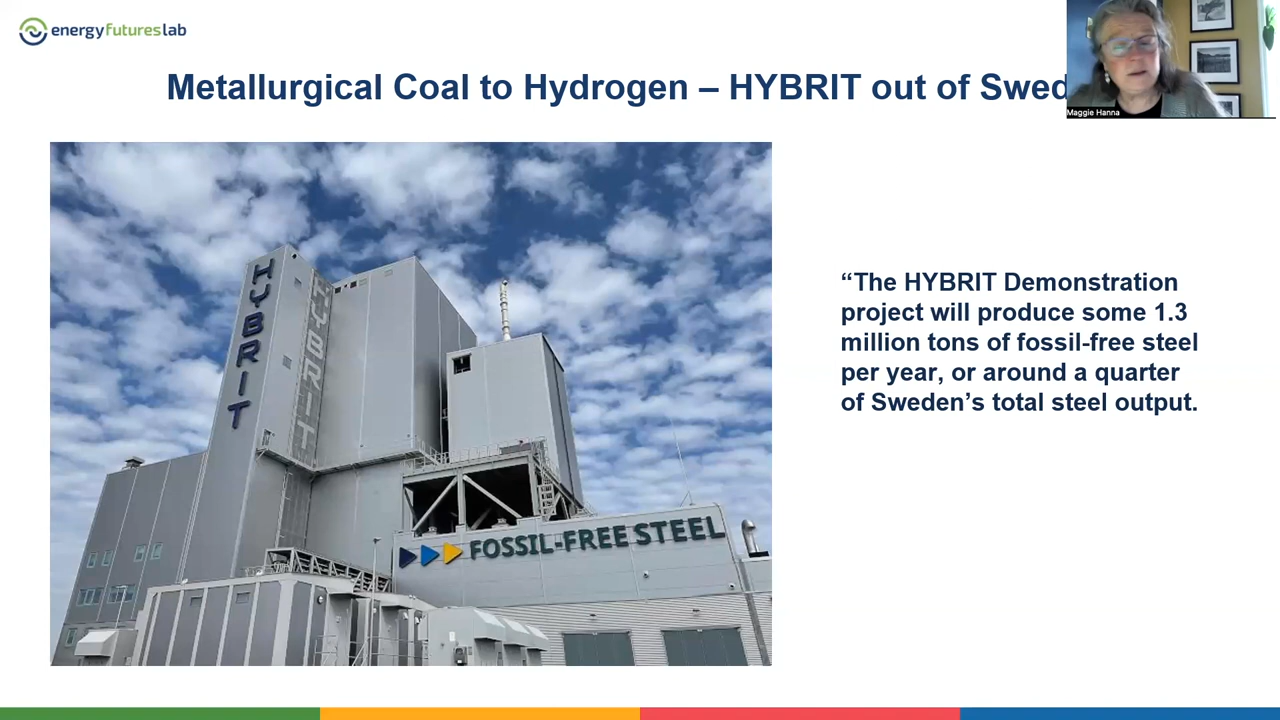 energyfutureslab
Metallurgical Coal to Hydrogen – HYBRIT out of Swed
Maggie Hanna
HYBRIT
HYBRIT
FOSSIL-FREE STEEL
“The HYBRIT Demonstration
project will produce some 1.3
million tons of fossil-free steel
per year, or around a quarter
of Sweden’s total steel output.